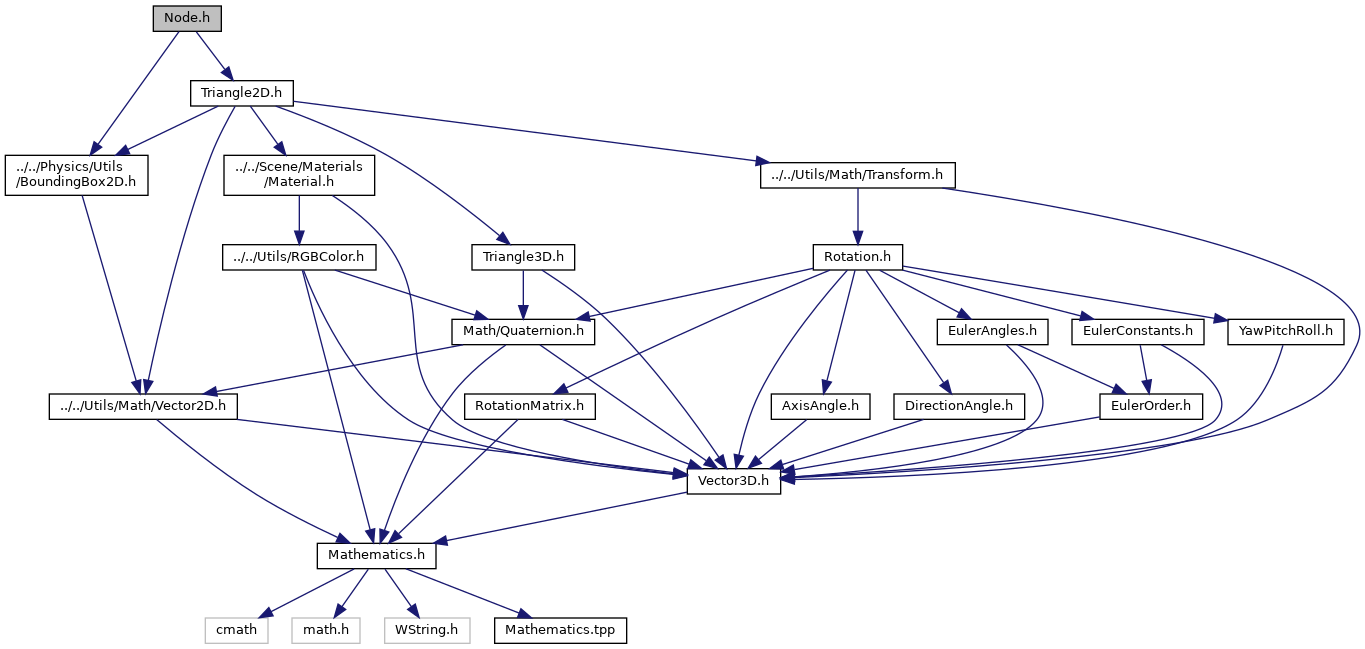 Node.h
Triangle2D.h
../../Physics/Utils
/BoundingBox2D.h
../../Scene/Materials
/Material.h
../../Utils/Math/Transform.h
../../Utils/RGBColor.h
Triangle3D.h
Rotation.h
Math/Quaternion.h
EulerAngles.h
EulerConstants.h
YawPitchRoll.h
../../Utils/Math/Vector2D.h
RotationMatrix.h
AxisAngle.h
DirectionAngle.h
EulerOrder.h
Vector3D.h
Mathematics.h
cmath
math.h
WString.h
Mathematics.tpp